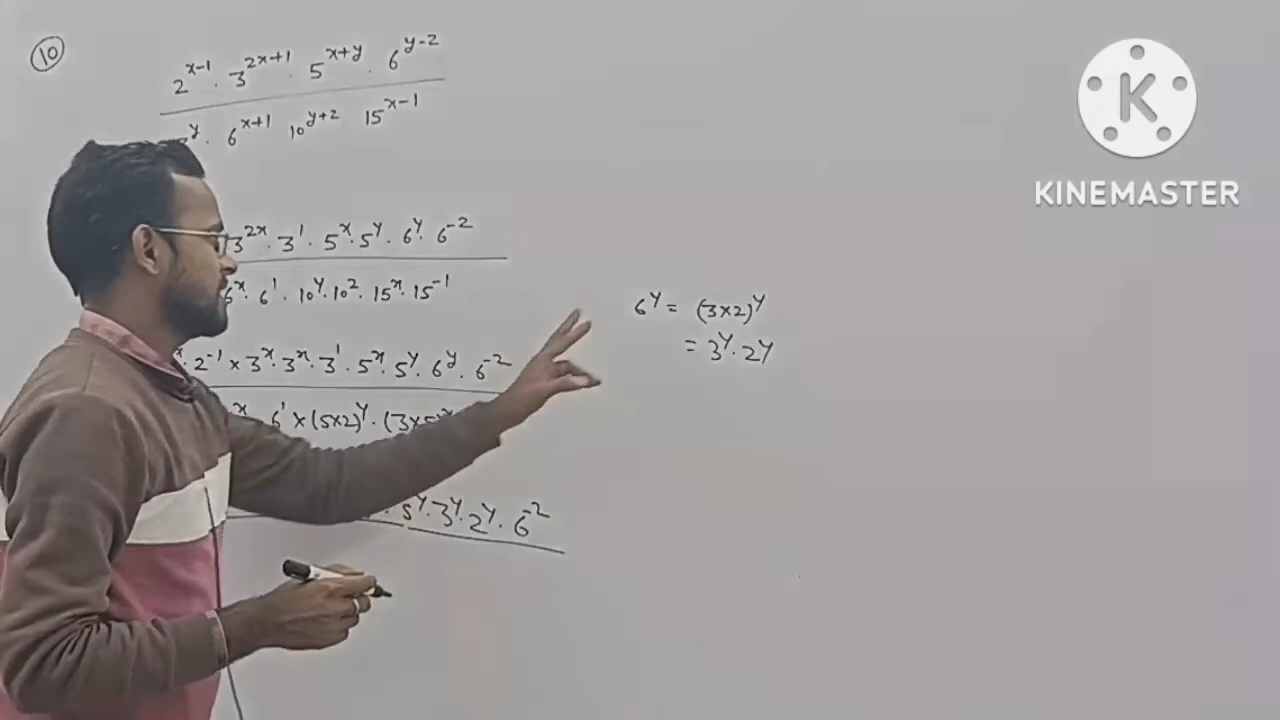 10
2^{x-1} . 3^{2x+1} . 5^{x+y} . 6^{y-2}
^{y} . 6^{x+1} 10^{y+2} 15^{x-1}
3^{2x} . 3^{1} . 5^{x} . 5^{y} . 6^{y} . 6^{-2}
6^{x} . 6^{1} . 10^{y} . 10^{2} . 15^{x} . 15^{-1}
6^{y} = (3×2)^{y}
= 3^{y} . 2^{y}
^{x} . 2^{-1} × 3^{x} . 3^{x} . 3^{1} . 5^{x} . 5^{y} . 6^{y} . 6^{-2}
^{x} 6^{1} × (5×2)^{y} . (3×5)^{x}
. 5^{y} . 3^{y} . 2^{y} . 6^{-2}
K
KINEMASTER